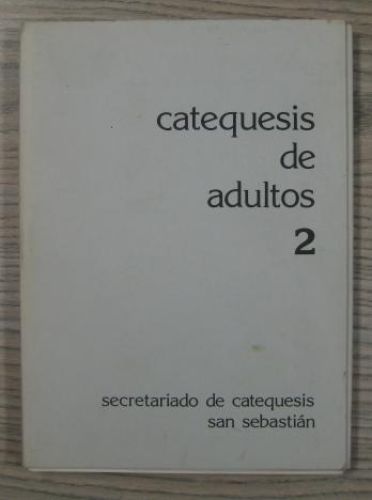 catequesis
de
adultos
2
secretariado de catequesis
san sebastián